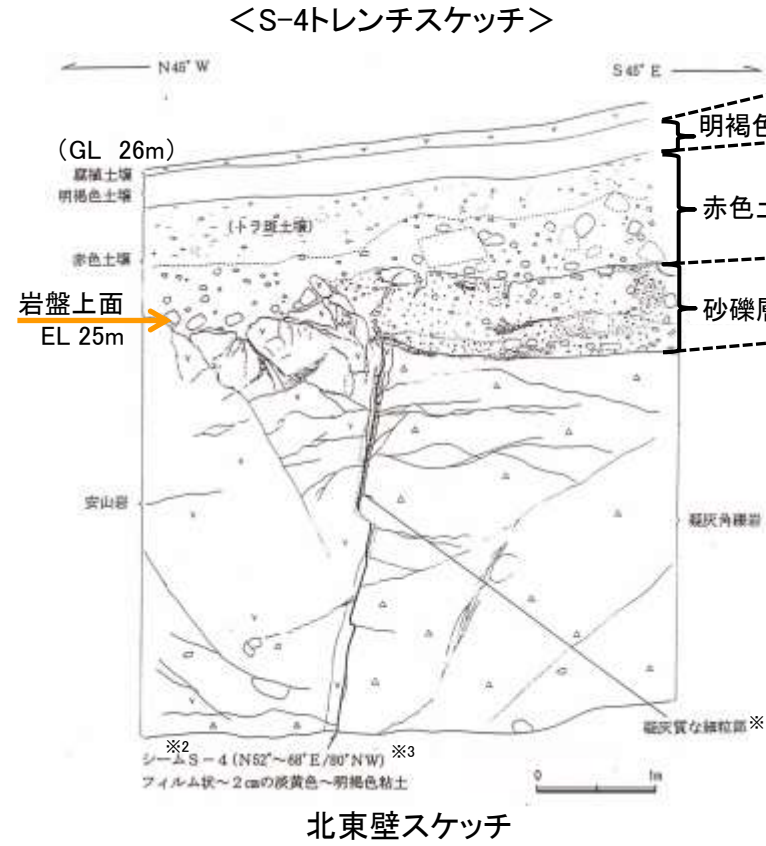 ＜S-4トレンチスケッチ＞
N45°W
S45°E
(GL 26m)
腐植土壌
明褐色土壌
赤色土壌
(トラ斑土壌)
明褐色
赤色土
砂礫層
岩盤上面
EL 25m
安山岩
凝灰角礫岩
凝灰質な細粒部※
※2
シームS－4 (N52°～68°E/80°NW) ※3
フィルム状～2㎝の淡黄色～明褐色粘土
0 1m
北東壁スケッチ